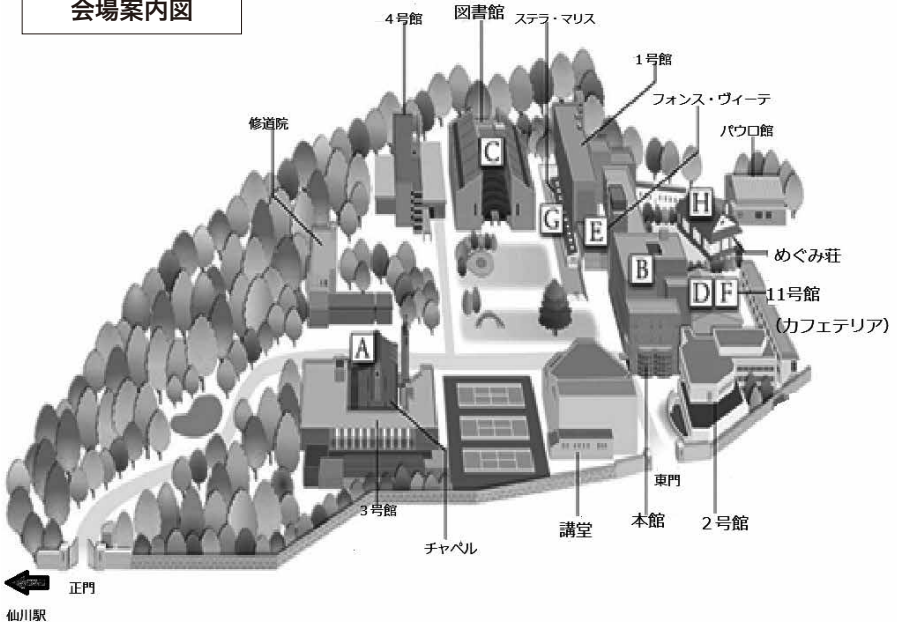 会場案内図
4号館
図書館
ステラ・マリス
1号館
フォンス・ヴィーテ
パウロ館
修道院
C
G
E
H
B
めぐみ荘
D
F
11号館
(カフェテリア)
A
3号館
チャペル
講堂
本館
東門
2号館
正門
仙川駅